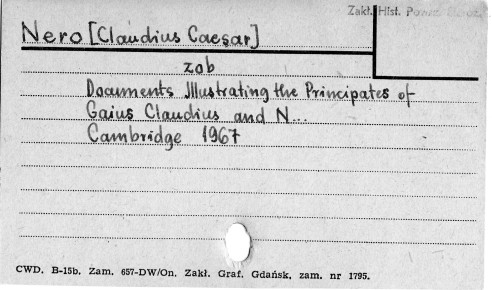 Zakł. Hist. Powsz.
Nero [Claudius Caesar]
zob
Documents Illustrating the Principates of
Gaius Claudius and N...
Cambridge 1967
CWD. B-15b. Zam. 657-DW/On. Zakł. Graf. Gdańsk, zam. nr 1795.